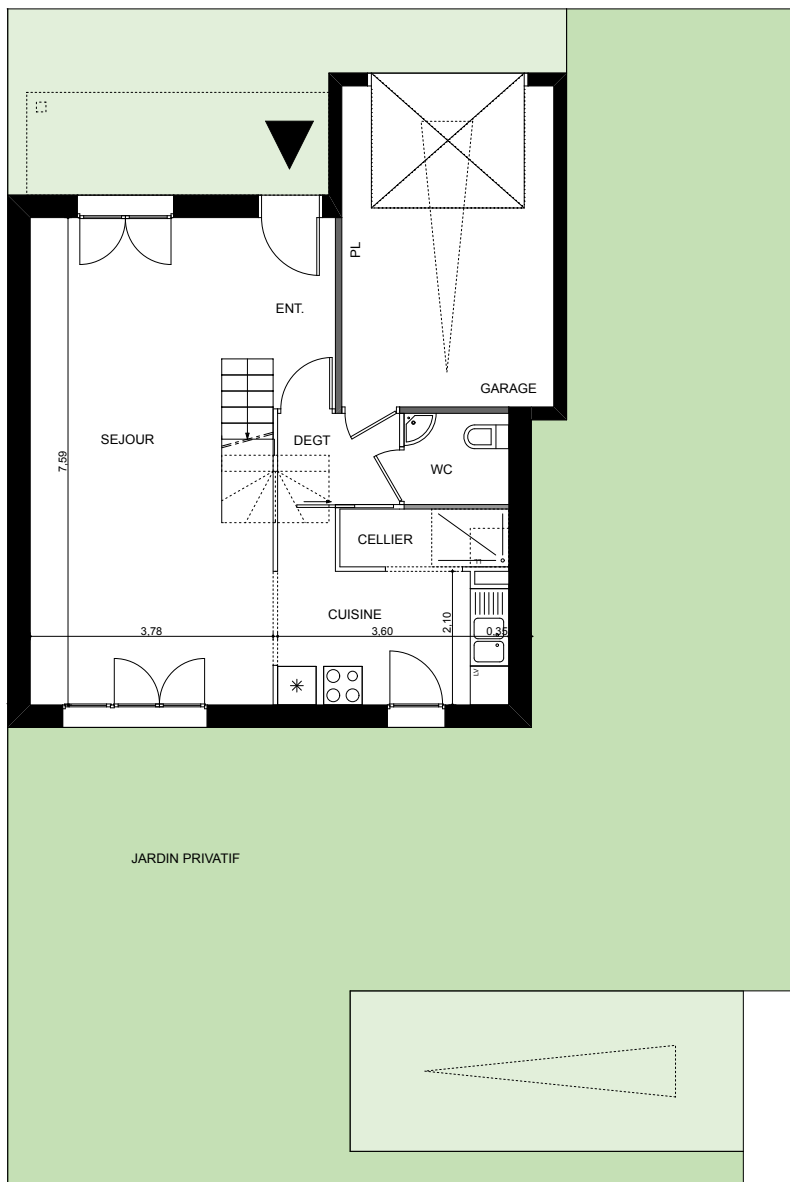 PL
ENT.
GARAGE
SEJOUR
DEGT
7,59
WC
CELLIER
CUISINE
3,78
3,60
2,10
0,35
LV
JARDIN PRIVATIF